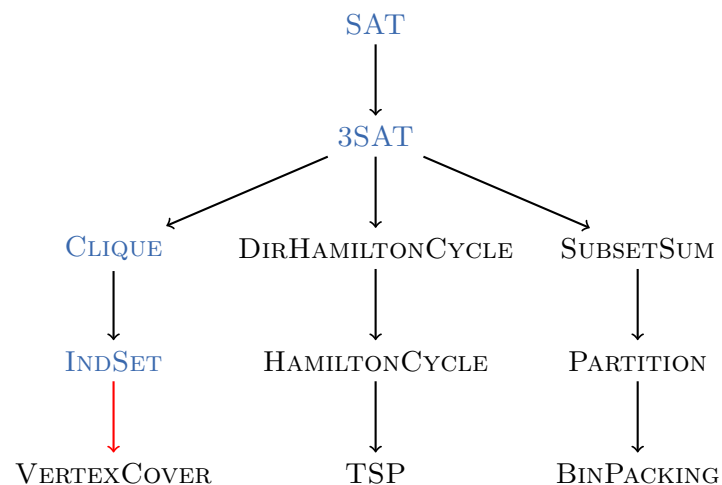 SAT
3SAT
CLIQUE DIRHAMILTONCYCLE SUBSETSUM
INDSET HAMILTONCYCLE PARTITION
VERTEXCOVER TSP BINPACKING